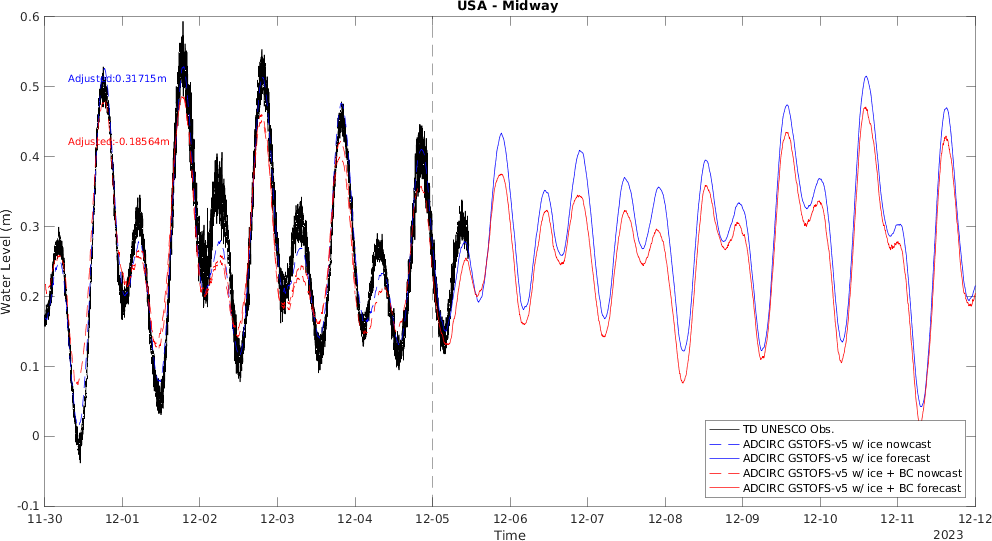 USA - Midway
0.6
0.5
0.4
0.3
0.2
0.1
0
-0.1
Water Level (m)
Adjusted:0.31715m
Adjusted:-0.18564m
TD UNESCO Obs.
ADCIRC GSTOFS-v5 w/ ice nowcast
ADCIRC GSTOFS-v5 w/ ice forecast
ADCIRC GSTOFS-v5 w/ ice + BC nowcast
ADCIRC GSTOFS-v5 w/ ice + BC forecast
11-30 12-01 12-02 12-03 12-04 12-05 12-06 12-07 12-08 12-09 12-10 12-11 12-12
Time
2023